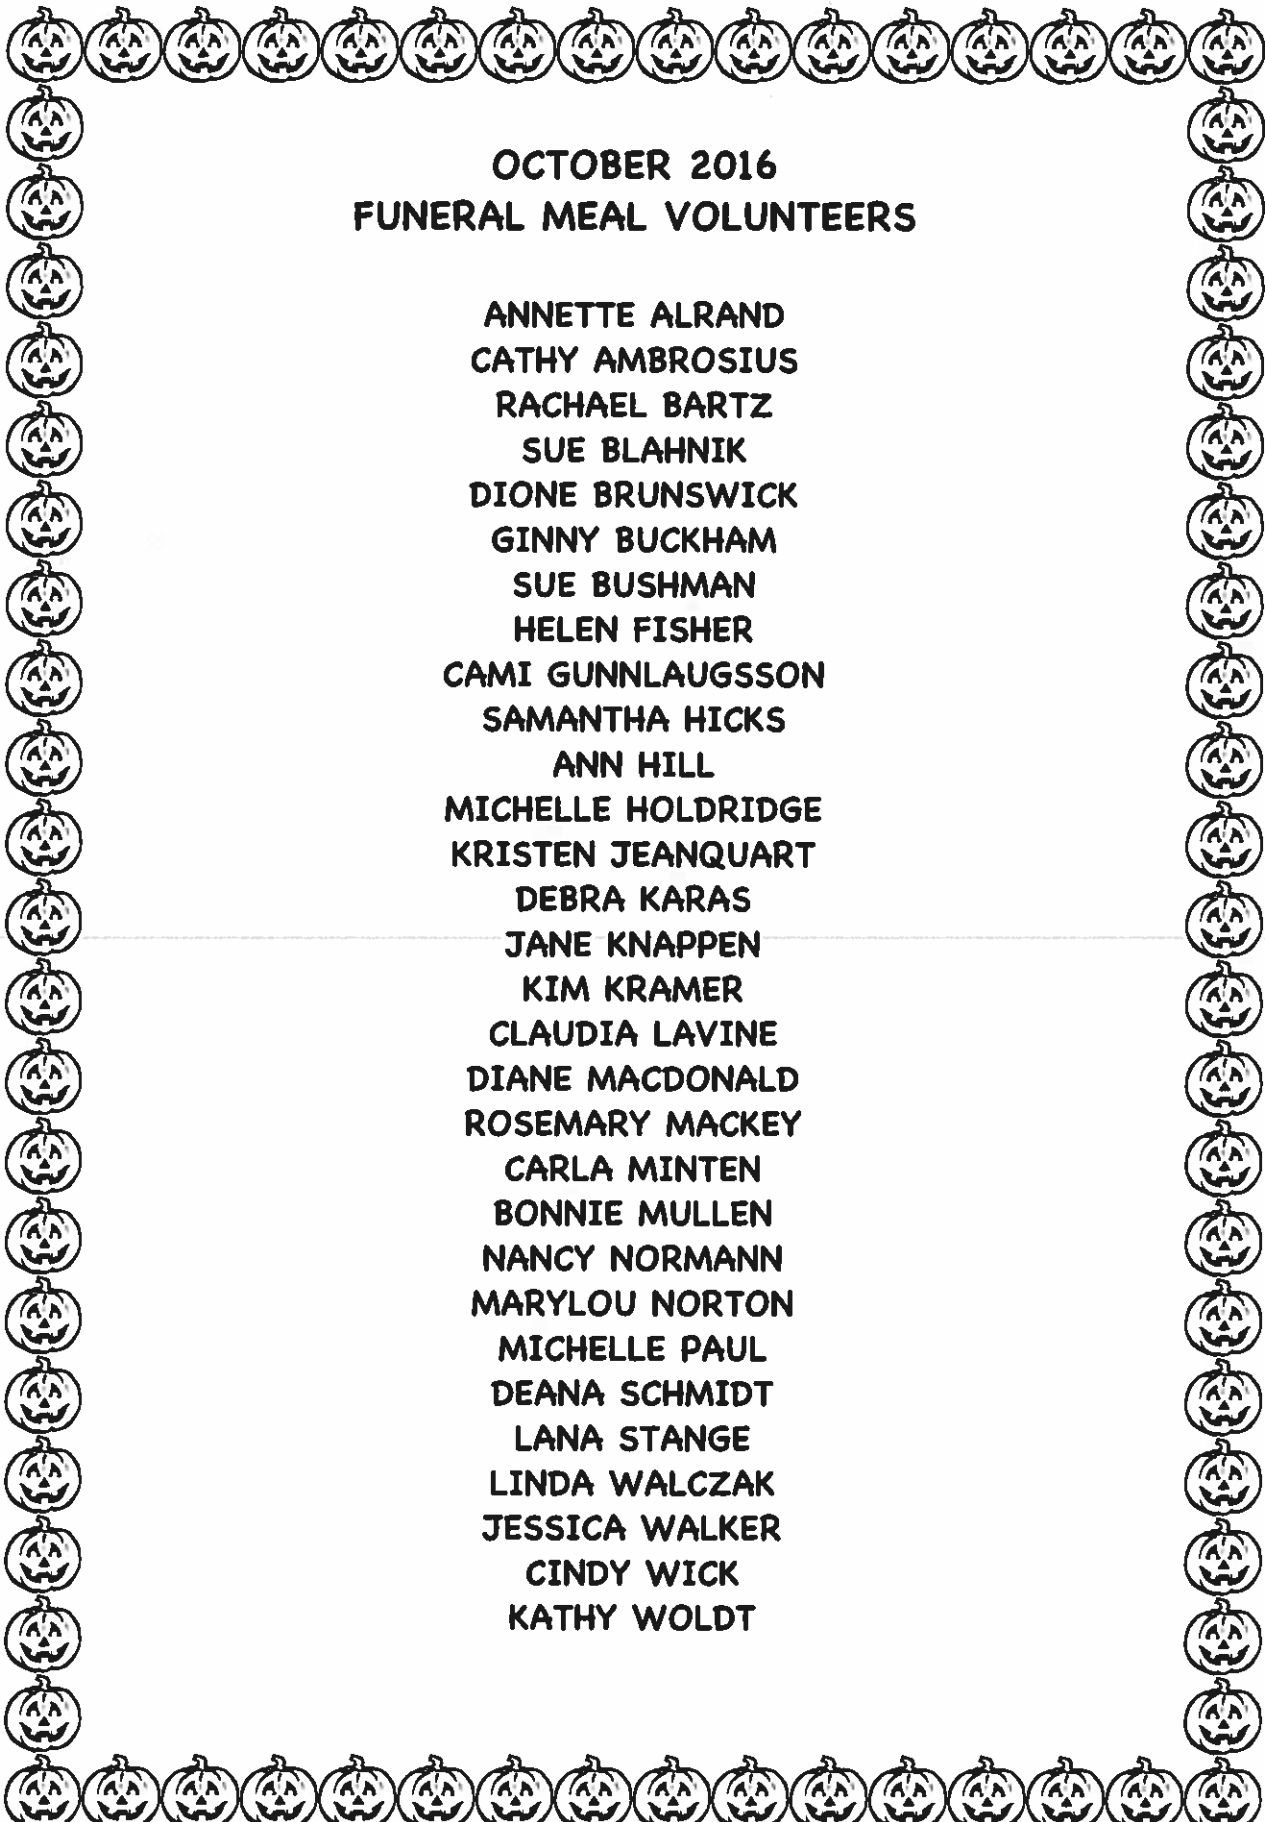 OCTOBER 2016
FUNERAL MEAL VOLUNTEERS
ANNETTE ALRAND
CATHY AMBROSIUS
RACHAEL BARTZ
SUE BLAHNIK
DIONE BRUNSWICK
GINNY BUCKHAM
SUE BUSHMAN
HELEN FISHER
CAMI GUNNLAUGSSON
SAMANTHA HICKS
ANN HILL
MICHELLE HOLDRIDGE
KRISTEN JEANQUART
DEBRA KARAS
JANE KNAPPEN
KIM KRAMER
CLAUDIA LAVINE
DIANE MACDONALD
ROSEMARY MACKEY
CARLA MINTEN
BONNIE MULLEN
NANCY NORMANN
MARYLOU NORTON
MICHELLE PAUL
DEANA SCHMIDT
LANA STANGE
LINDA WALCZAK
JESSICA WALKER
CINDY WICK
KATHY WOLDT